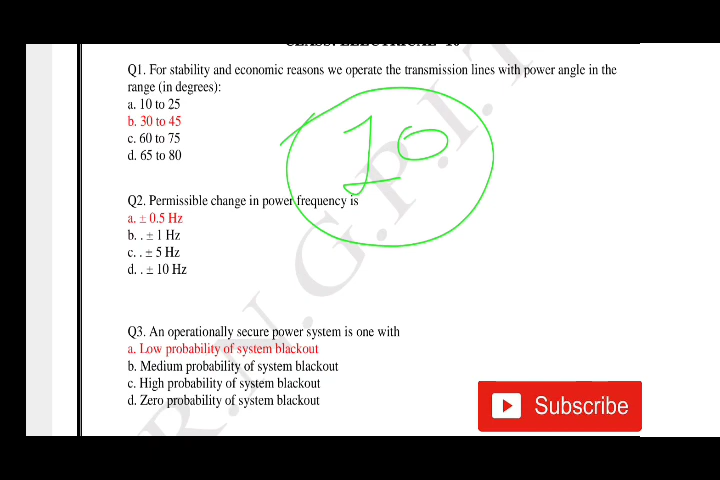 CLASS: ELECTRICAL -10
Q1. For stability and economic reasons we operate the transmission lines with power angle in the
range (in degrees):
a. 10 to 25
b. 30 to 45
c. 60 to 75
d. 65 to 80
10
Q2. Permissible change in power frequency is
a. ± 0.5 Hz
b. . ± 1 Hz
c. . ± 5 Hz
d. . ± 10 Hz
Q3. An operationally secure power system is one with
a. Low probability of system blackout
b. Medium probability of system blackout
c. High probability of system blackout
d. Zero probability of system blackout
Subscribe
R.N.G.P.I.T